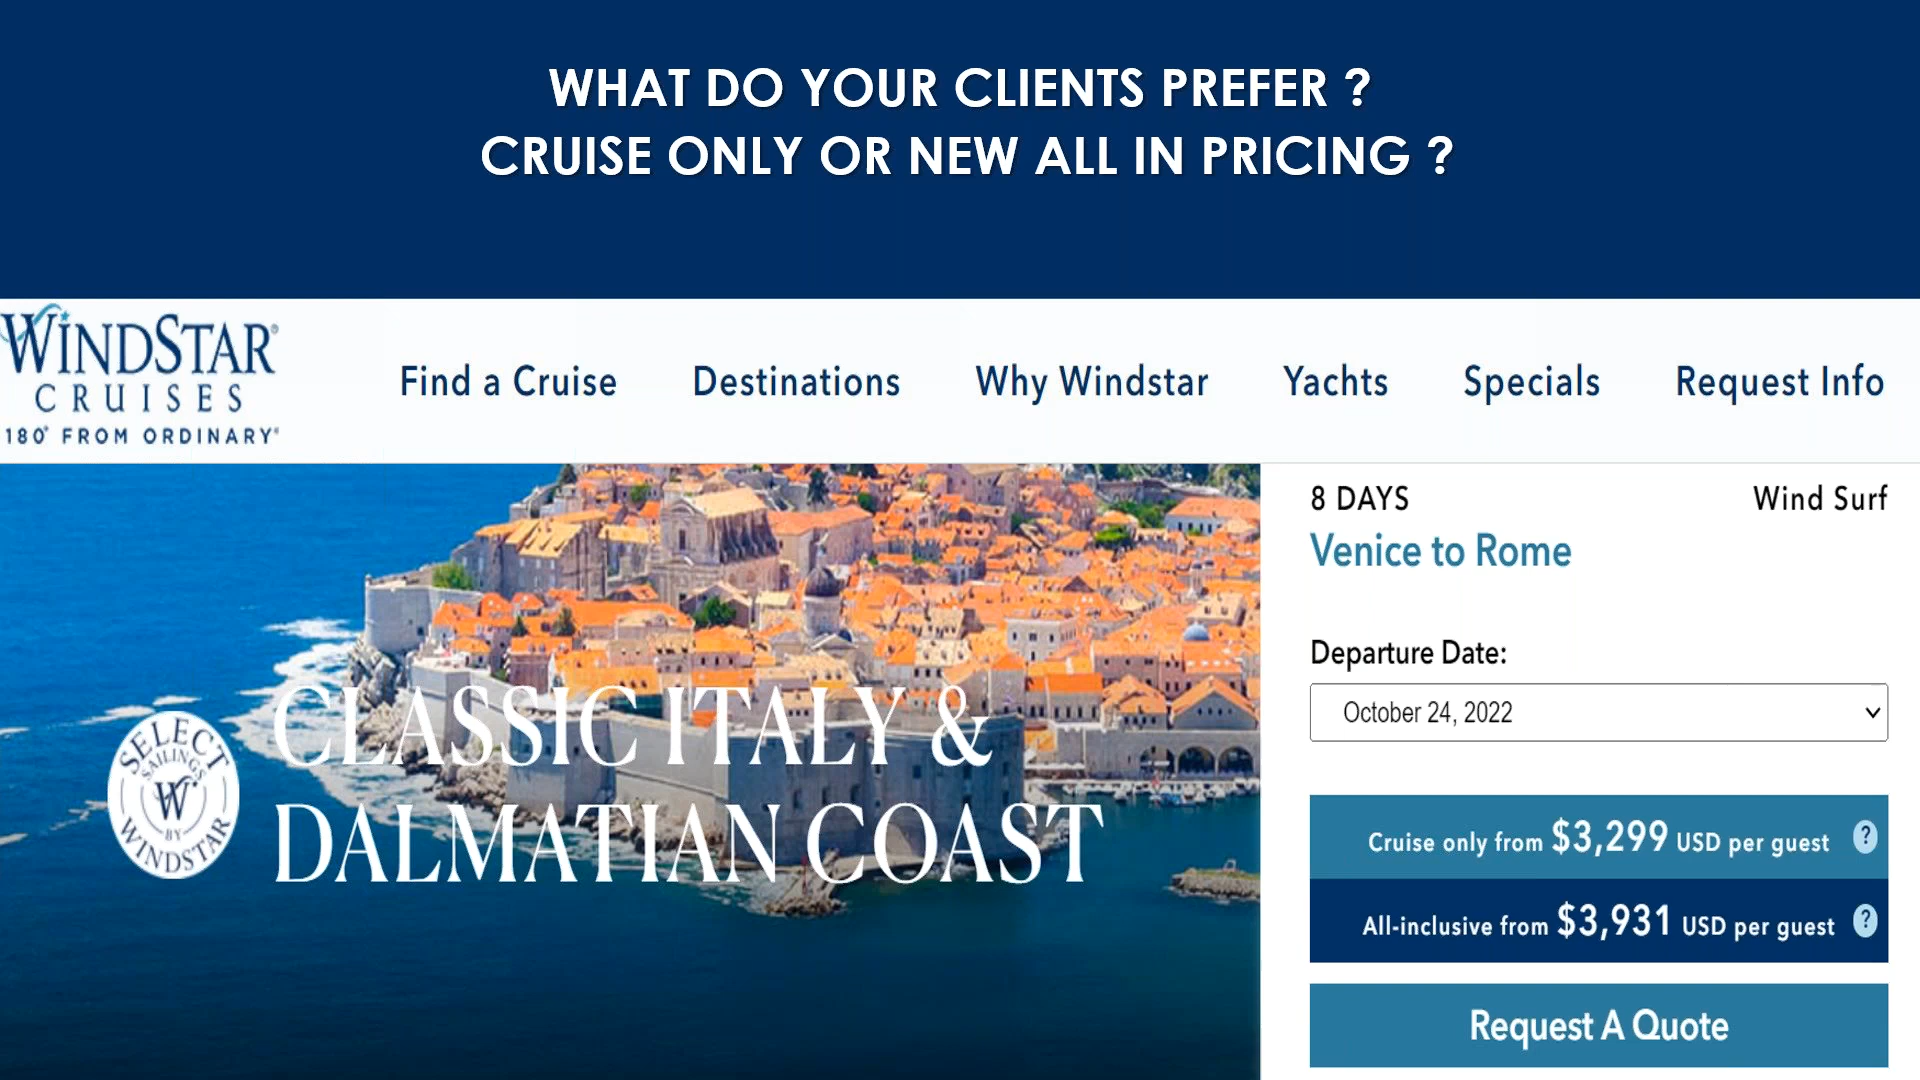 WHAT DO YOUR CLIENTS PREFER ?
CRUISE ONLY OR NEW ALL IN PRICING ?
WINDSTAR®
CRUISES
180° FROM ORDINARY®
Find a Cruise
Destinations
Why Windstar
Yachts
Specials
Request Info
8 DAYS
Wind Surf
Venice to Rome
Departure Date:
October 24, 2022
SELECT
SAILINGS
W
BY
WINDSTAR
CLASSIC ITALY &
DALMATIAN COAST
Cruise only from $3,299 USD per guest ?
All-inclusive from $3,931 USD per guest ?
Request A Quote